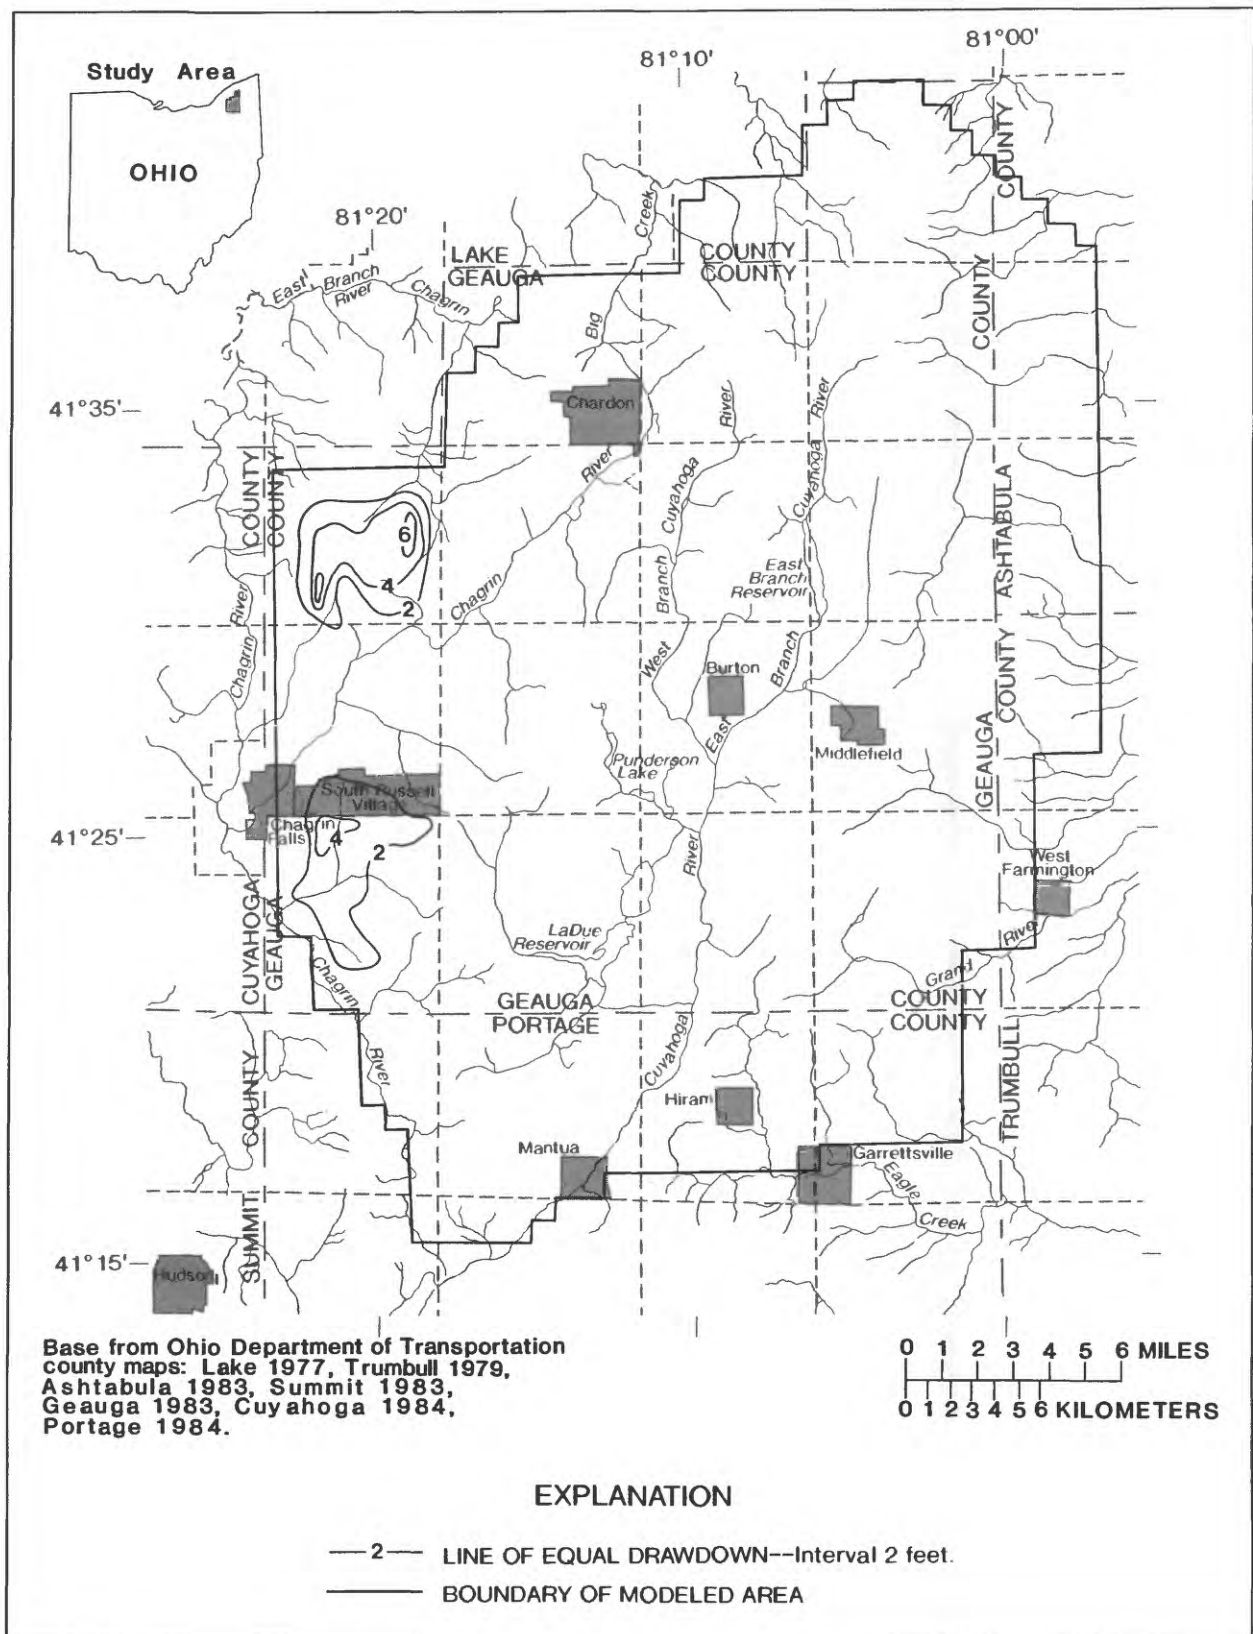 81°00'
81°10'
Study Area
OHIO
81°20'
LAKE
GEAUGA
COUNTY
COUNTY
COUNTY
COUNTY
Creek
Big
East
Branch
River
Chagrin
41°35'
Chardon
River
River
River
Cuyahoga
Cuyahoga
COUNTY
COUNTY
ASHTABULA
6
4
2
Chagrin
Branch
East
Branch
Reservoir
River
Chagrin
West
Branch
Burton
East
COUNTY
GEAUGA
Middlefield
Punderson
Lake
South Russell
Village
41°25'
Chagrin
Falls
4
2
River
West
Farmington
CUYAHOGA
GEAUGA
LaDue
Reservoir
River
Grand
Chagrin
GEAUGA
PORTAGE
COUNTY
COUNTY
River
Cuyahoga
COUNTY
TRUMBULL
Hiram
Mantua
Garrettsville
Eagle
Creek
SUMMIT
41°15'
Hudson
Base from Ohio Department of Transportation
county maps: Lake 1977, Trumbull 1979,
Ashtabula 1983, Summit 1983,
Geauga 1983, Cuyahoga 1984,
Portage 1984.
0 1 2 3 4 5 6 MILES
0 1 2 3 4 5 6 KILOMETERS
EXPLANATION
2 LINE OF EQUAL DRAWDOWN--Interval 2 feet.
BOUNDARY OF MODELED AREA